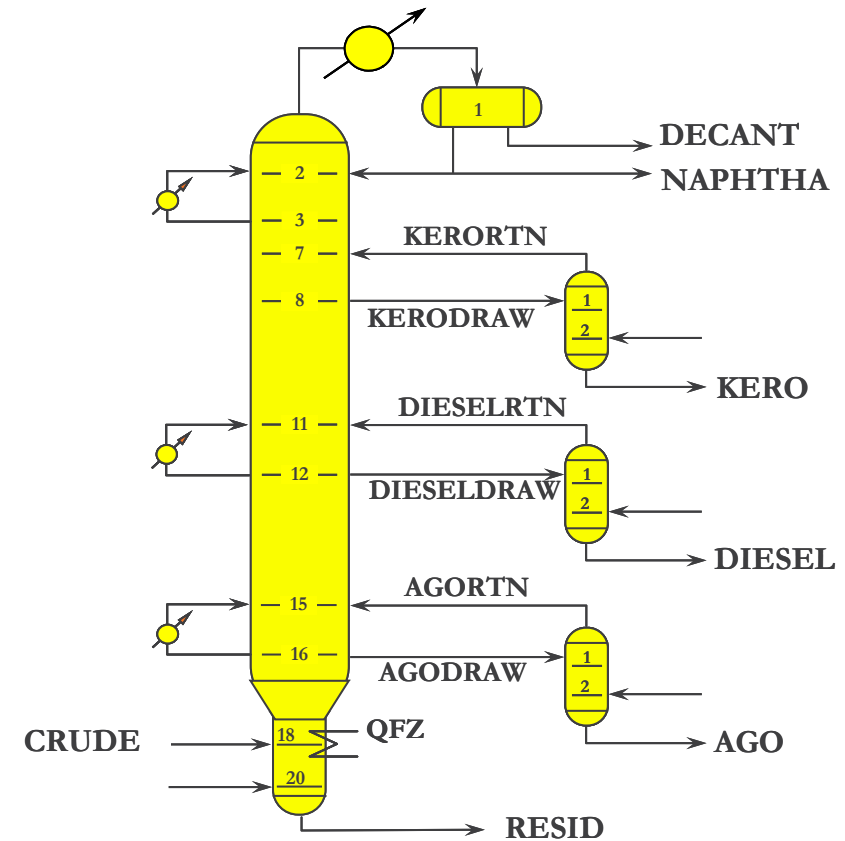 1
DECANT
2
NAPHTHA
3
KERORTN
7
8
1
KERODRAW
2
KERO
DIESELRTN
11
12
1
DIESELDRAW
2
DIESEL
AGORTN
15
16
1
AGODRAW
2
QFZ
18
CRUDE
AGO
20
RESID